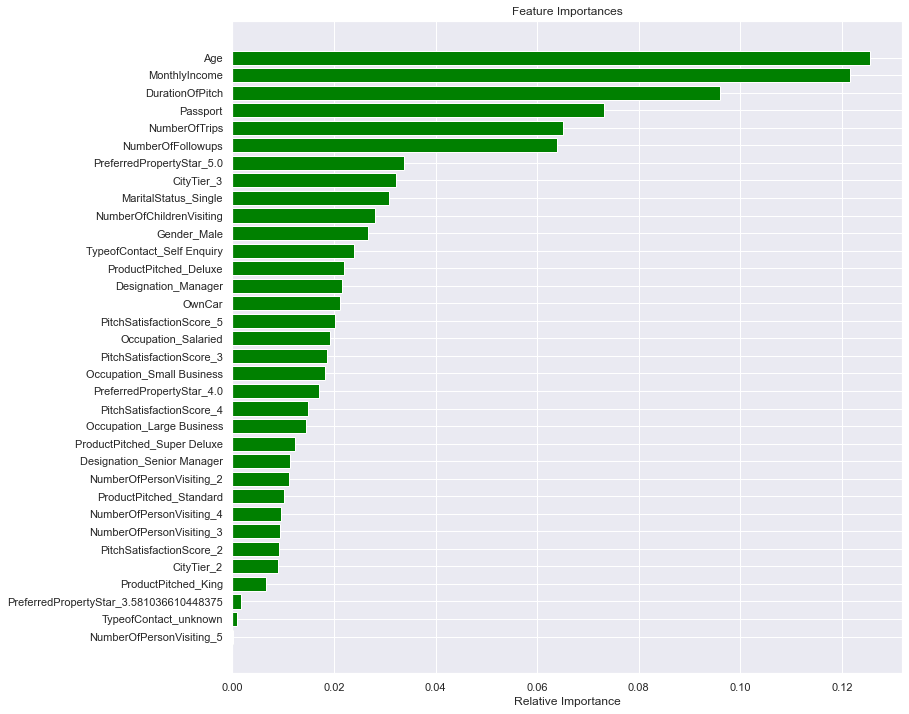 Feature Importances
Age
MonthlyIncome
DurationOfPitch
Passport
NumberOfTrips
NumberOfFollowups
PreferredPropertyStar_5.0
CityTier_3
MaritalStatus_Single
NumberOfChildrenVisiting
Gender_Male
TypeofContact_Self Enquiry
ProductPitched_Deluxe
Designation_Manager
OwnCar
PitchSatisfactionScore_5
Occupation_Salaried
PitchSatisfactionScore_3
Occupation_Small Business
PreferredPropertyStar_4.0
PitchSatisfactionScore_4
Occupation_Large Business
ProductPitched_Super Deluxe
Designation_Senior Manager
NumberOfPersonVisiting_2
ProductPitched_Standard
NumberOfPersonVisiting_4
NumberOfPersonVisiting_3
PitchSatisfactionScore_2
CityTier_2
ProductPitched_King
PreferredPropertyStar_3.581036610448375
TypeofContact_unknown
NumberOfPersonVisiting_5
0.00 0.02 0.04 0.06 0.08 0.10 0.12
Relative Importance